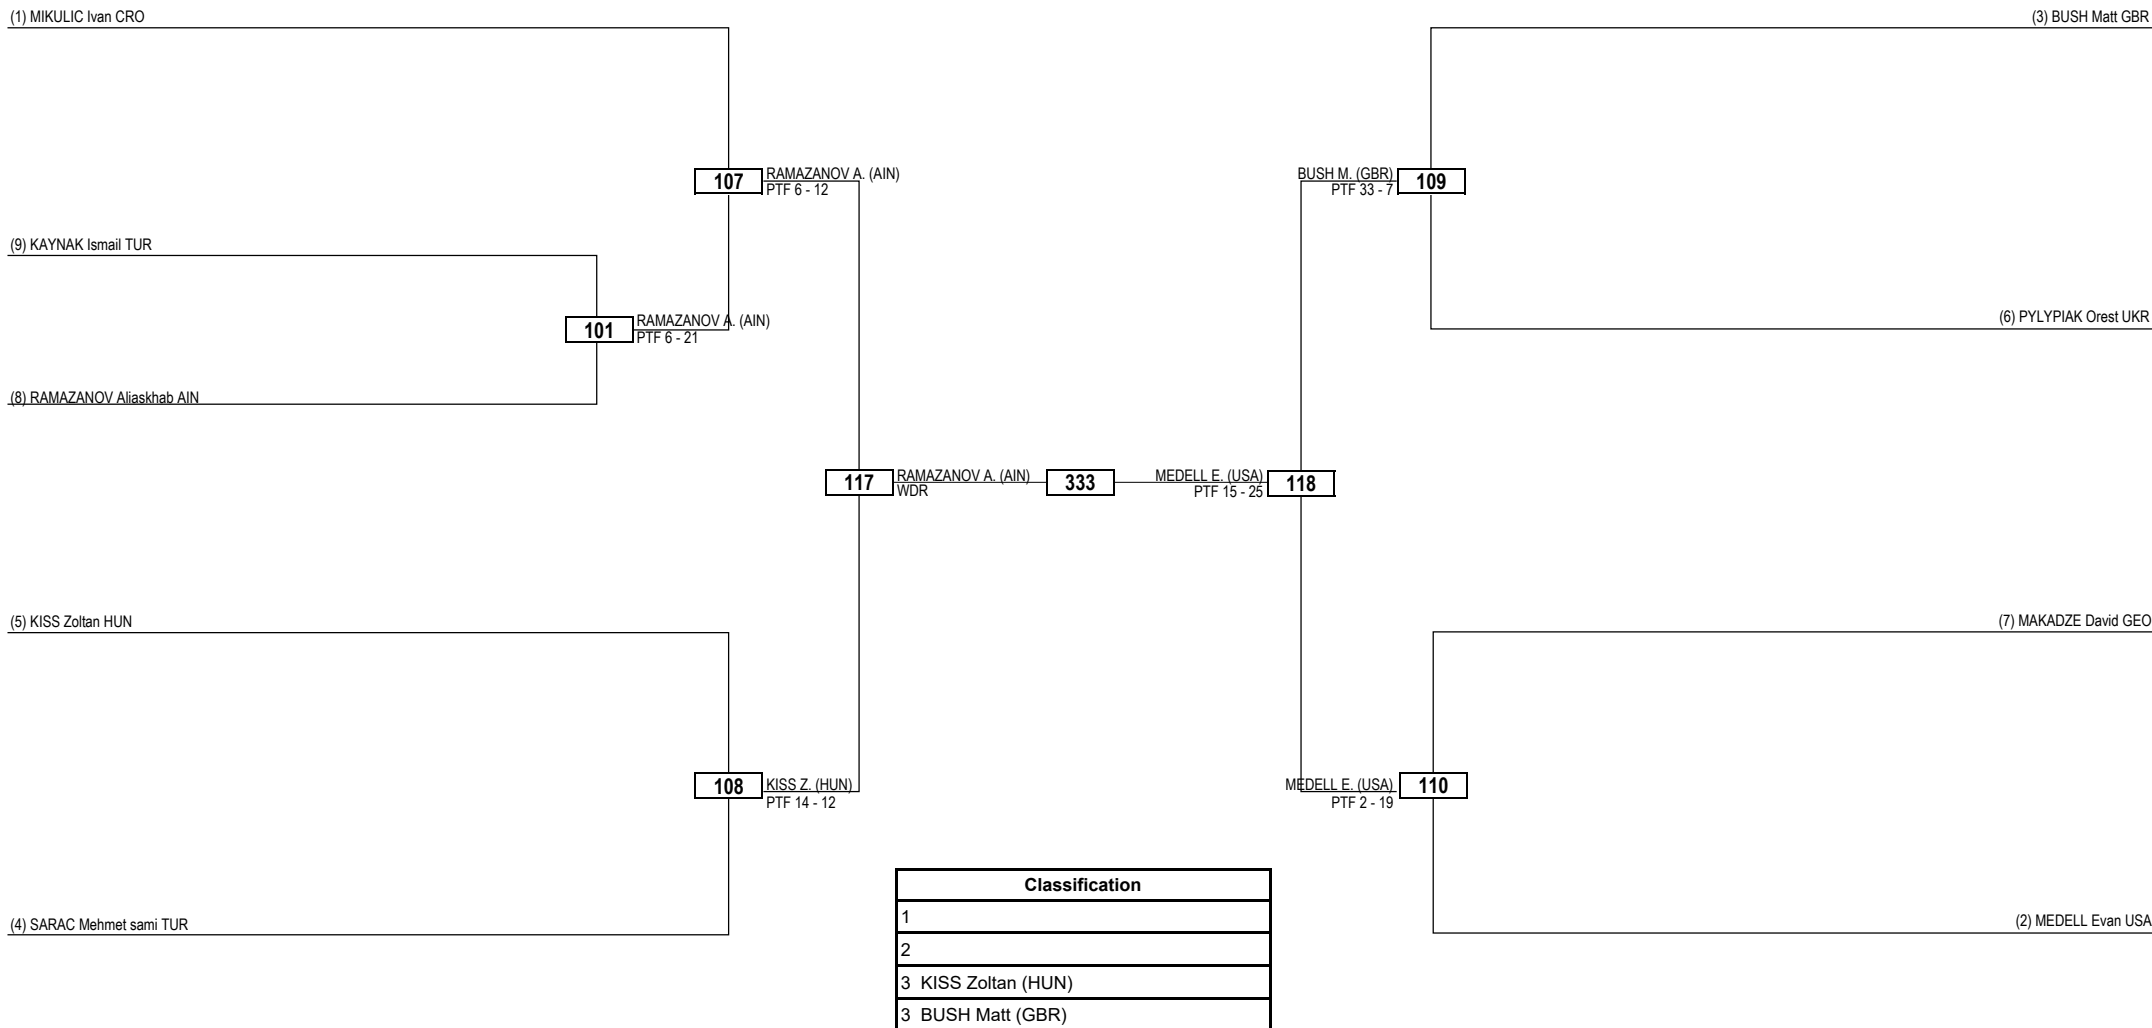 (1) MIKULIC Ivan CRO
(3) BUSH Matt GBR
107
RAMAZANOV A. (AIN)
PTF 6 - 12
BUSH M. (GBR)
PTF 33 - 7
109
(9) KAYNAK Ismail TUR
101
RAMAZANOV A. (AIN)
PTF 6 - 21
(6) PYLYPIAK Orest UKR
(8) RAMAZANOV Aliaskhab AIN
117
RAMAZANOV A. (AIN)
WDR
333
MEDELL E. (USA)
PTF 15 - 25
118
(5) KISS Zoltan HUN
(7) MAKADZE David GEO
108
KISS Z. (HUN)
PTF 14 - 12
MEDELL E. (USA)
PTF 2 - 19
110
(4) SARAC Mehmet sami TUR
(2) MEDELL Evan USA
Classification
1
2
3 KISS Zoltan (HUN)
3 BUSH Matt (GBR)